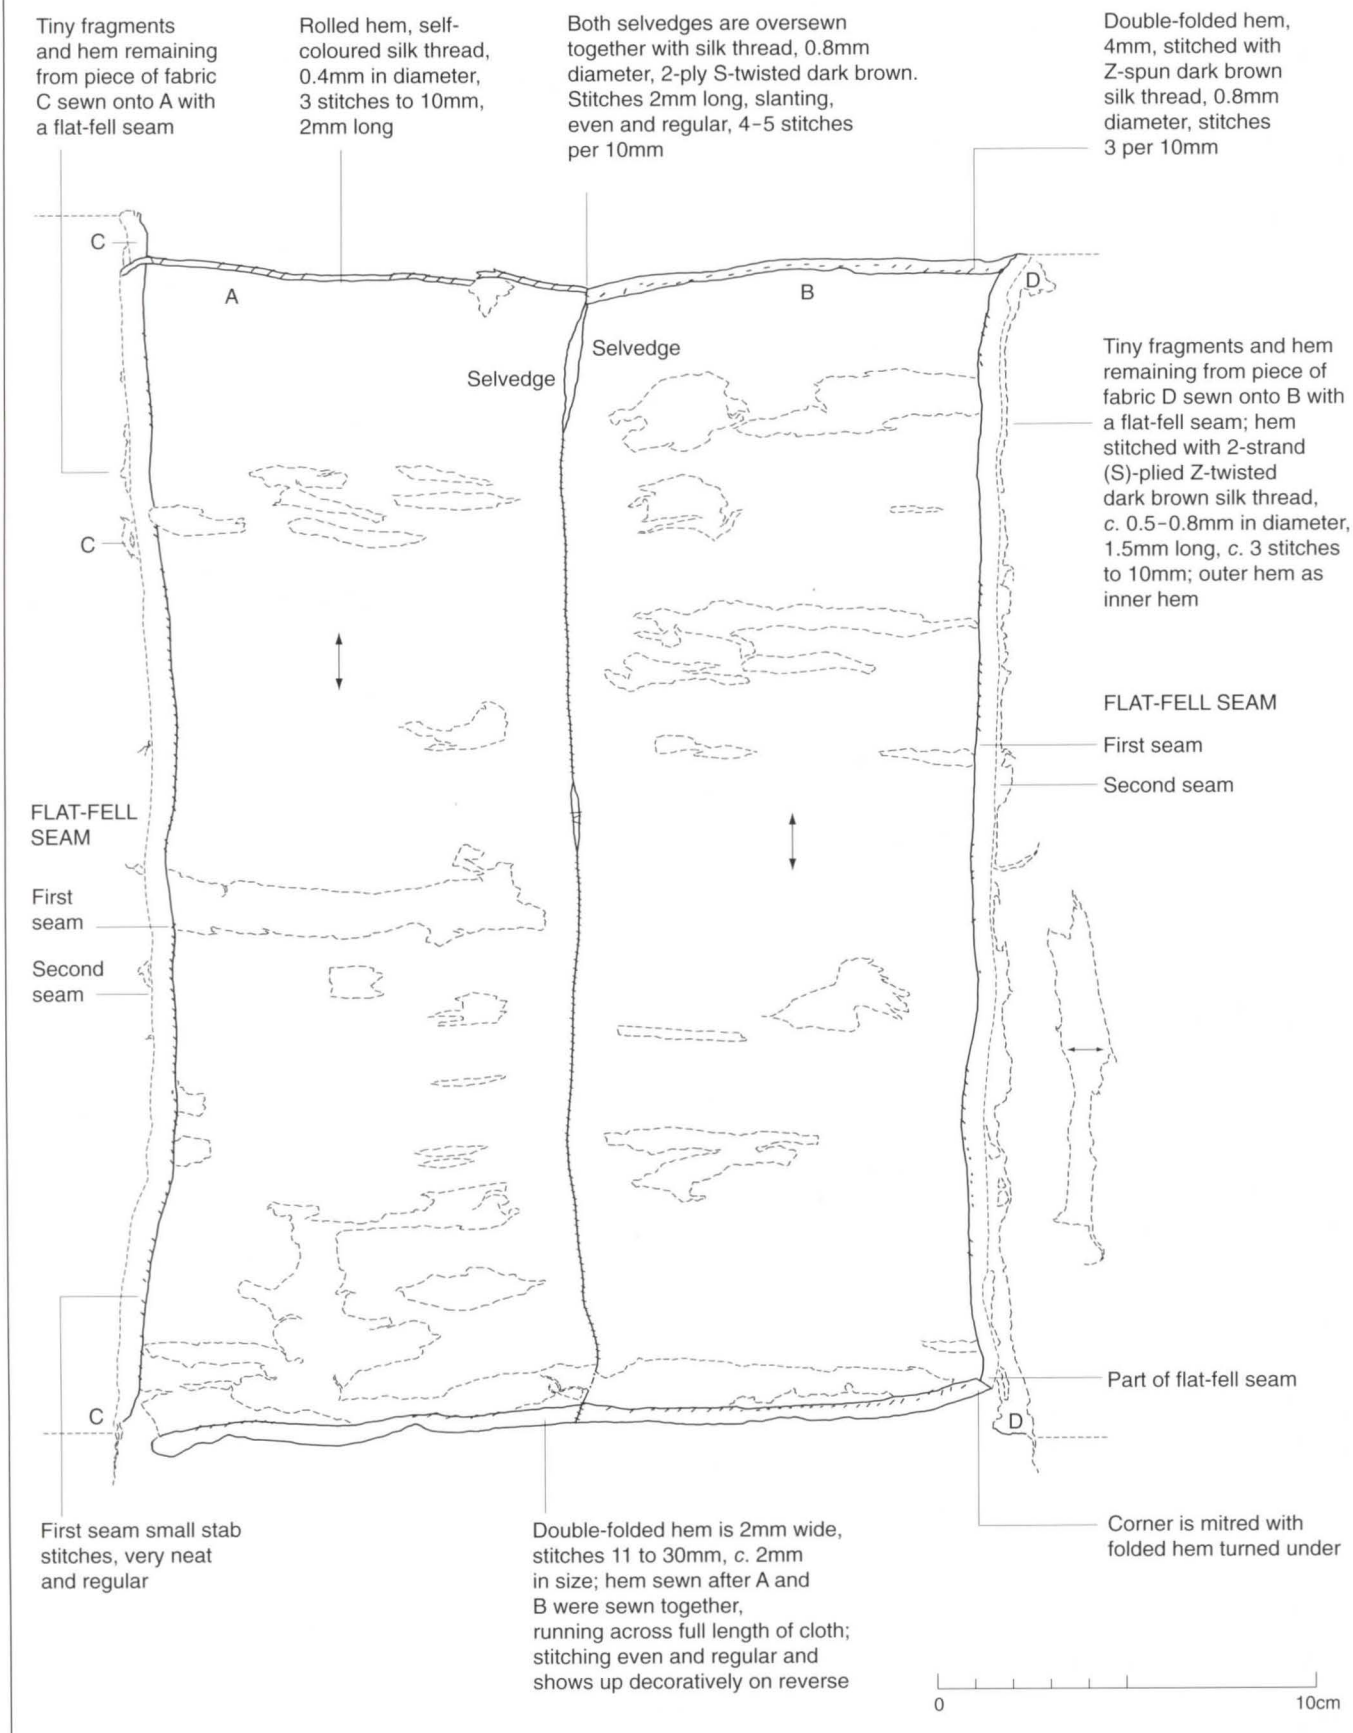 Tiny fragments
and hem remaining
from piece of fabric
C sewn onto A with
a flat-fell seam
Rolled hem, self-
coloured silk thread,
0.4mm in diameter,
3 stitches to 10mm,
2mm long
Both selvedges are oversewn
together with silk thread, 0.8mm
diameter, 2-ply S-twisted dark brown.
Stitches 2mm long, slanting,
even and regular, 4–5 stitches
per 10mm
Double-folded hem,
4mm, stitched with
Z-spun dark brown
silk thread, 0.8mm
diameter, stitches
3 per 10mm
C
A
B
D
Selvedge
Selvedge
Tiny fragments and hem
remaining from piece of
fabric D sewn onto B with
a flat-fell seam; hem
stitched with 2-strand
(S)-plied Z-twisted
dark brown silk thread,
c. 0.5–0.8mm in diameter,
1.5mm long, c. 3 stitches
to 10mm; outer hem as
inner hem
C
FLAT-FELL SEAM
First seam
Second seam
FLAT-FELL
SEAM
First
seam
Second
seam
Part of flat-fell seam
C
D
First seam small stab
stitches, very neat
and regular
Double-folded hem is 2mm wide,
stitches 11 to 30mm, c. 2mm
in size; hem sewn after A and
B were sewn together,
running across full length of cloth;
stitching even and regular and
shows up decoratively on reverse
Corner is mitred with
folded hem turned under
0
10cm